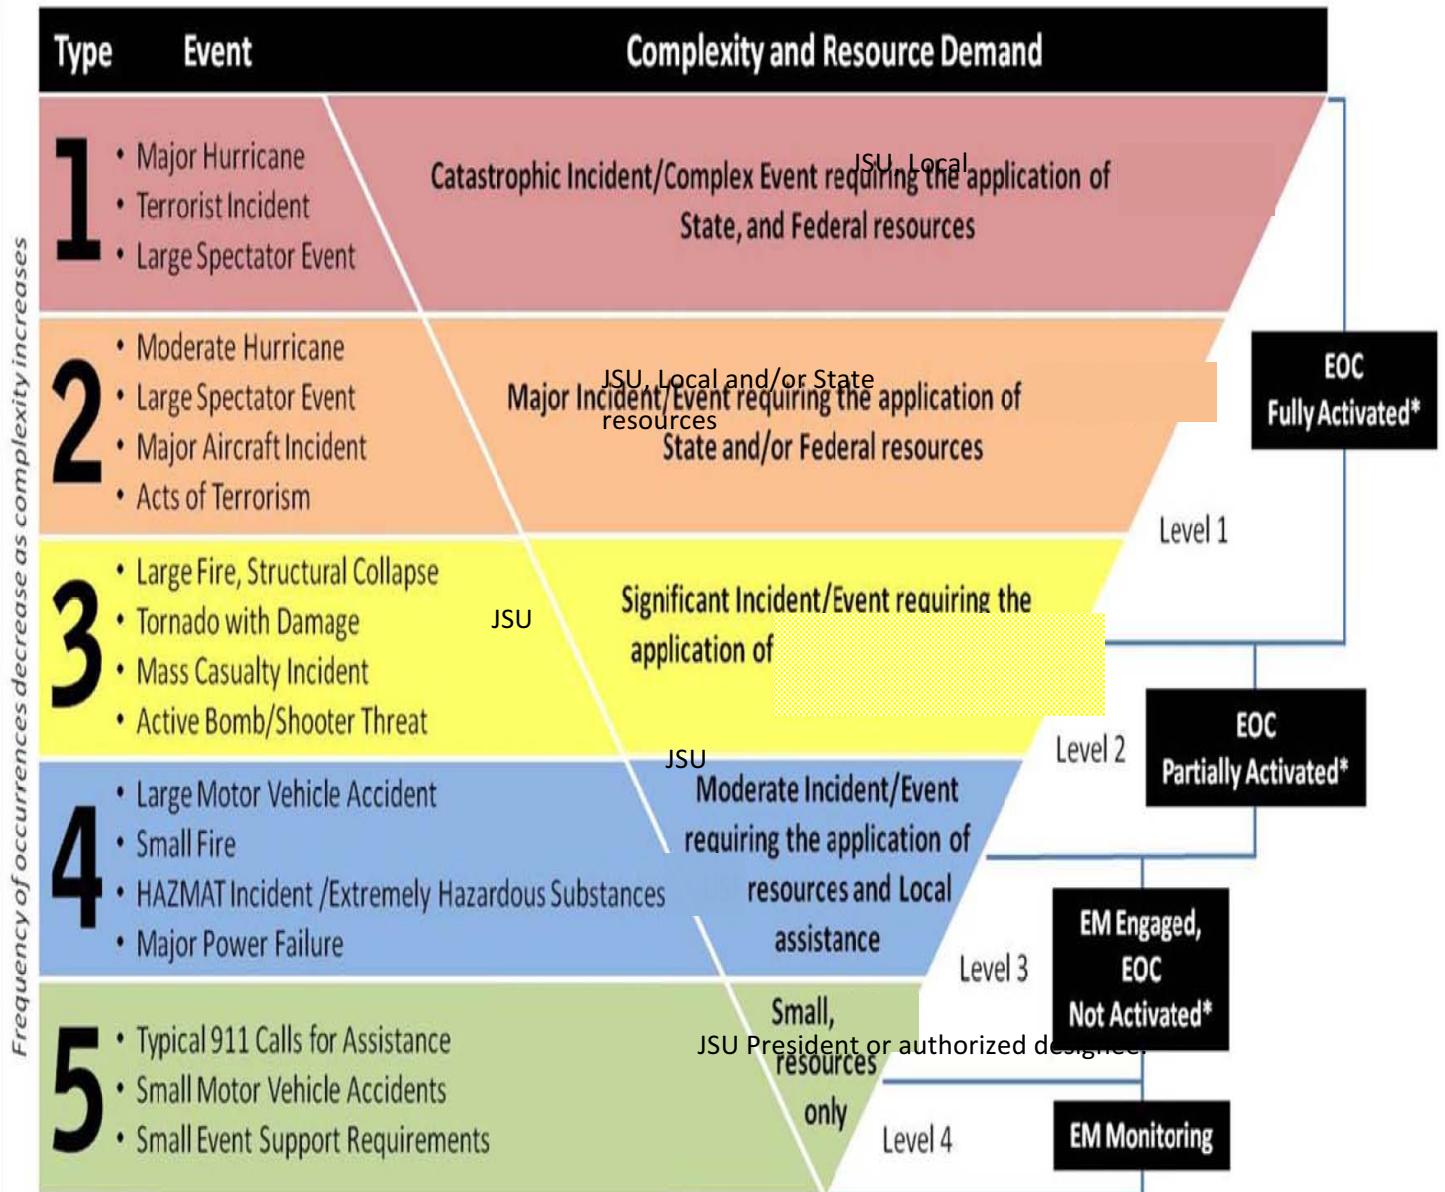 Type Event Complexity and Resource Demand
Frequency of occurrences decrease as complexity increases
1
• Major Hurricane
• Terrorist Incident
• Large Spectator Event
JSU, Local
Catastrophic Incident/Complex Event requiring the application of
State, and Federal resources
2
• Moderate Hurricane
• Large Spectator Event
• Major Aircraft Incident
• Acts of Terrorism
JSU, Local and/or State
resources
Major Incident/Event requiring the application of
State and/or Federal resources
EOC
Fully Activated*
Level 1
3
• Large Fire, Structural Collapse
• Tornado with Damage
• Mass Casualty Incident
• Active Bomb/Shooter Threat
JSU
Significant Incident/Event requiring the
application of
Level 2
EOC
Partially Activated*
4
• Large Motor Vehicle Accident
• Small Fire
• HAZMAT Incident /Extremely Hazardous Substances
• Major Power Failure
JSU
Moderate Incident/Event
requiring the application of
resources and Local
assistance
Level 3
EM Engaged,
EOC
Not Activated*
5
• Typical 911 Calls for Assistance
• Small Motor Vehicle Accidents
• Small Event Support Requirements
Small,
JSU President or authorized designee.
resources
only
Level 4
EM Monitoring